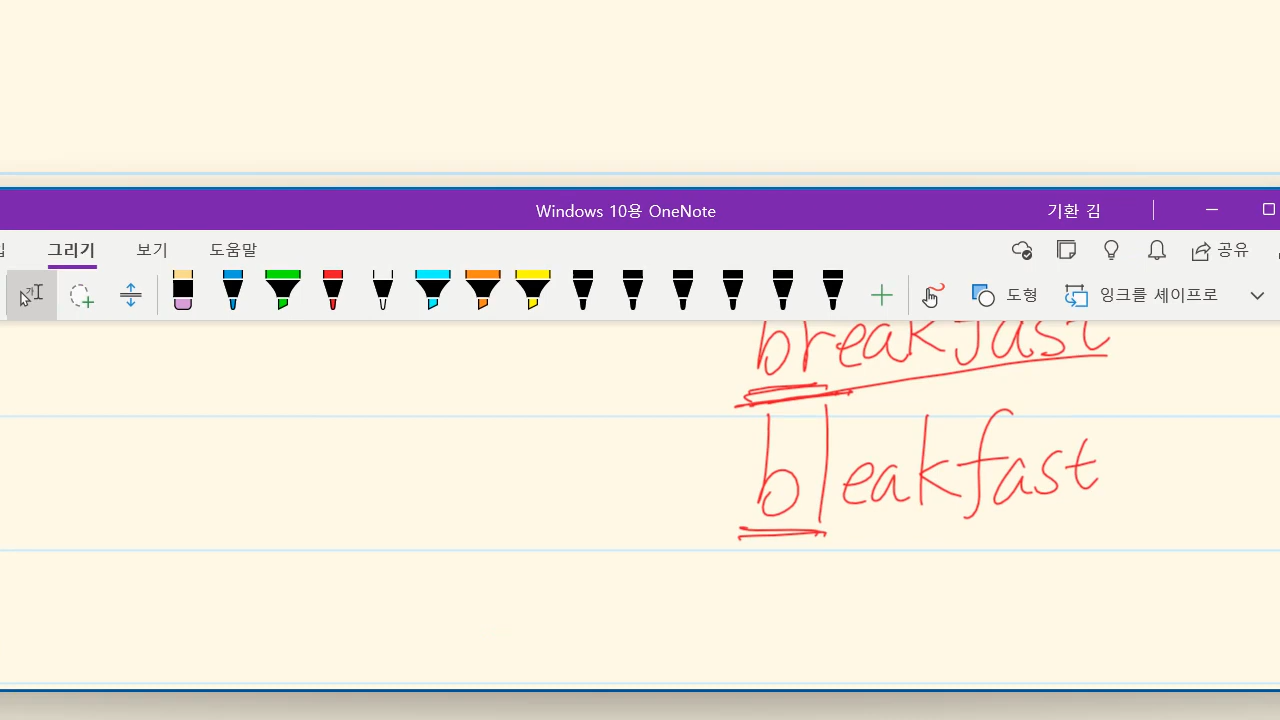 Windows 10용 OneNote
기환 김
그리기 보기 도움말
공유
도형
잉크를 셰이프로
breakfast
bleakfast